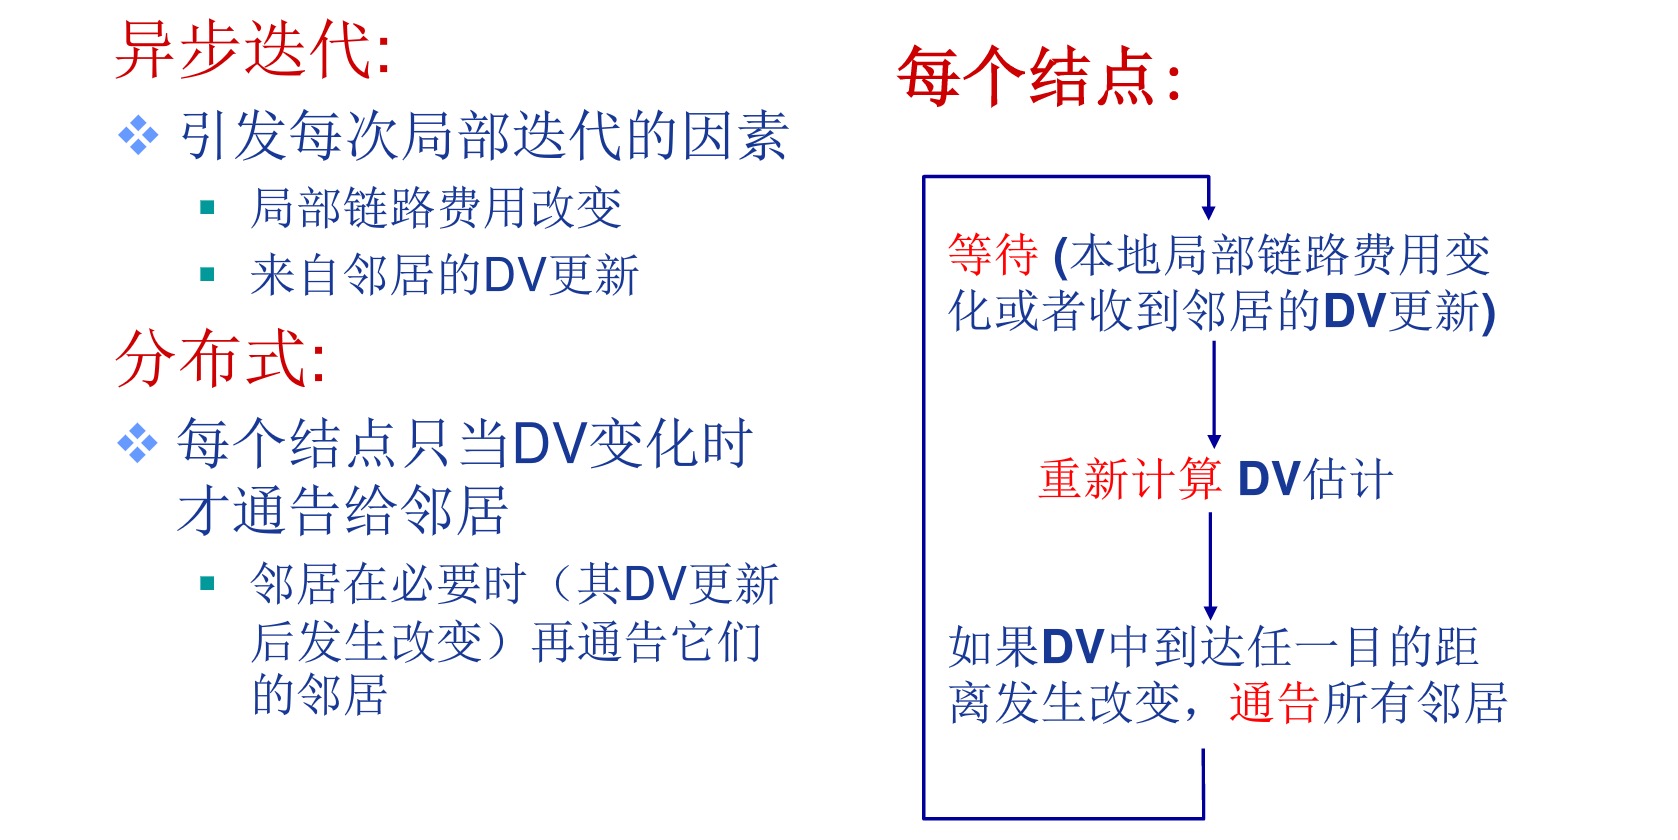 异步迭代:
引发每次局部迭代的因素
局部链路费用改变
来自邻居的DV更新
分布式:
每个结点只当DV变化时
才通告给邻居
邻居在必要时（其DV更新
后发生改变）再通告它们
的邻居
每个结点:
等待 (本地局部链路费用变
化或者收到邻居的DV更新)
重新计算 DV估计
如果DV中到达任一目的距
离发生改变，通告所有邻居